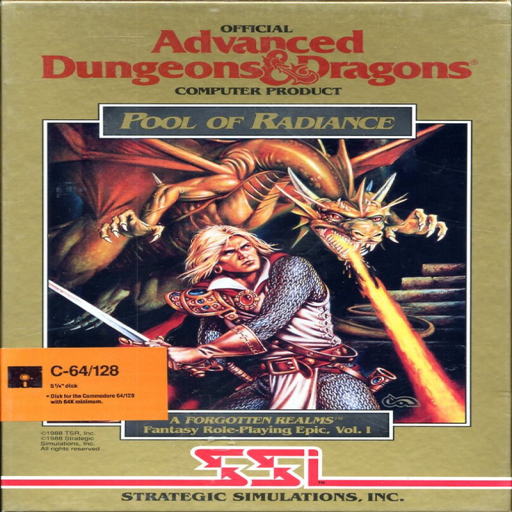 OFFICIAL
Advanced
Dungeons & Dragons®
COMPUTER PRODUCT
POOL OF RADIANCE
C-64/128
5¼" disk
• Disk for the Commodore 64/128
with 64K minimum.
A FORGOTTEN REALMS™
Fantasy Role-Playing Epic, Vol. I
©1988 TSR, Inc.
©1988 Strategic
Simulations, Inc.
All rights reserved.
SSI™
STRATEGIC SIMULATIONS, INC.